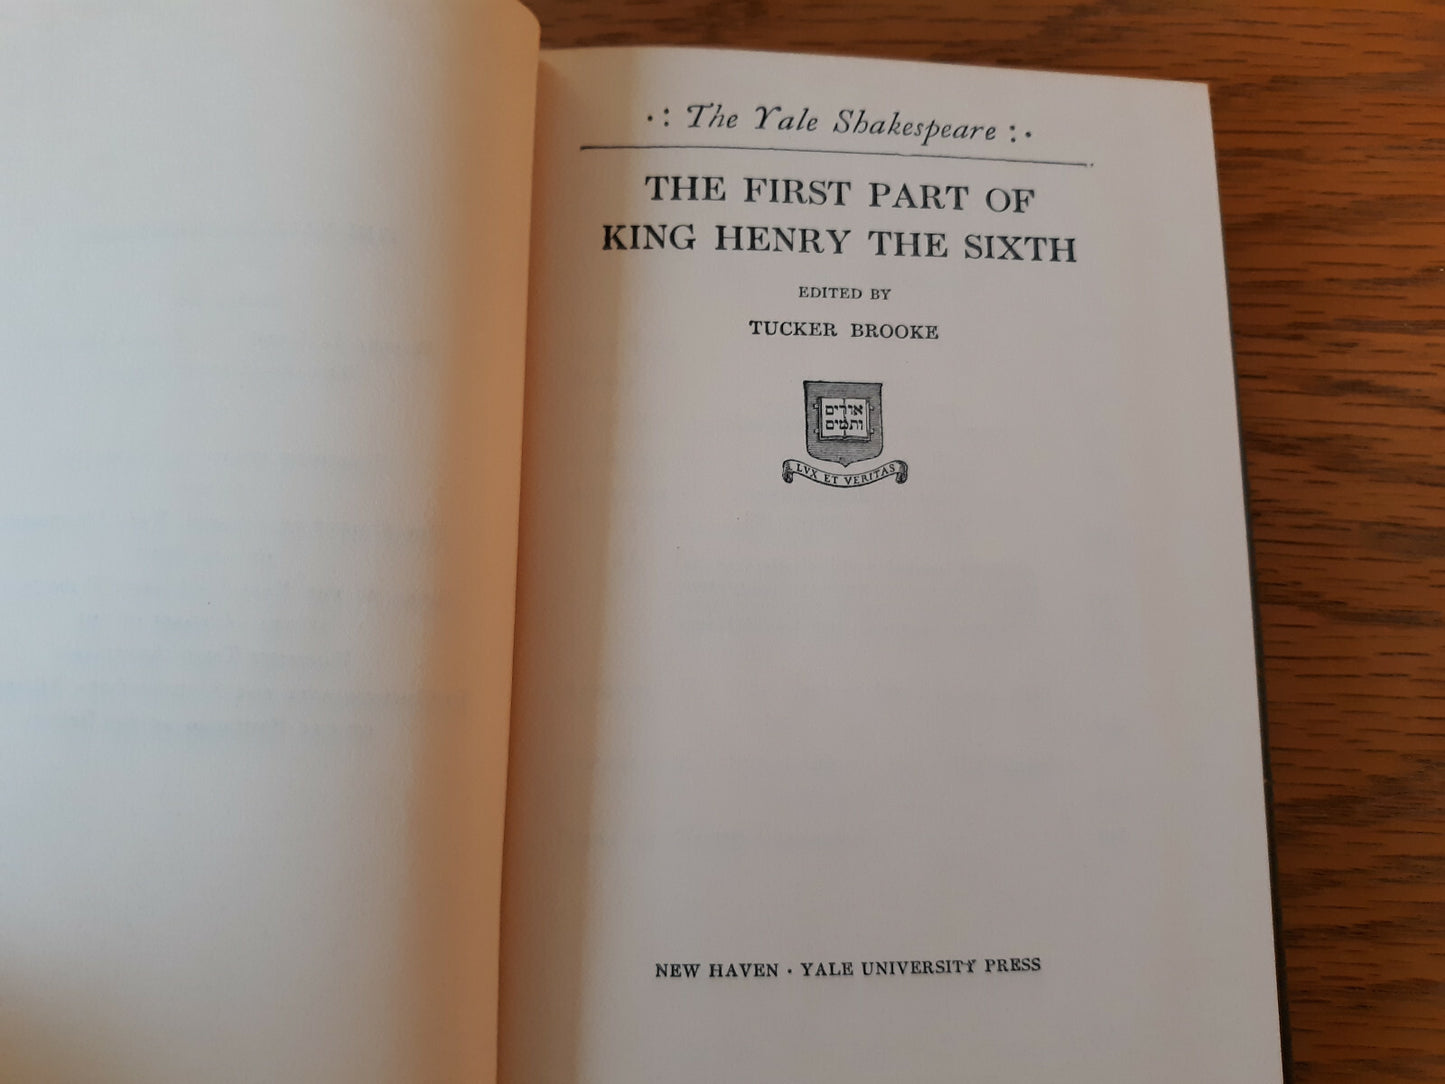 ·: The Yale Shakespeare :·
THE FIRST PART OF
KING HENRY THE SIXTH
EDITED BY
TUCKER BROOKE
אורים
ותמים
LVX ET VERITAS
NEW HAVEN · YALE UNIVERSITY PRESS